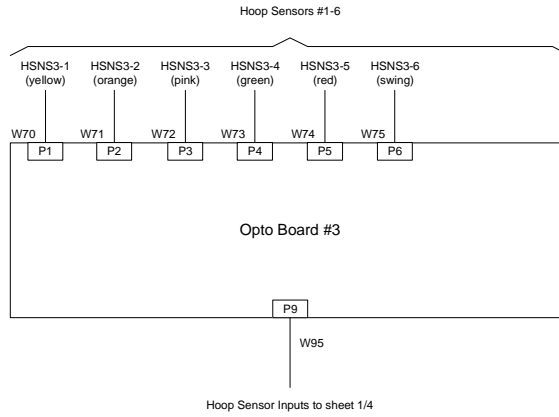 Hoop Sensors #1-6
HSNS3-1 HSNS3-2 HSNS3-3 HSNS3-4 HSNS3-5 HSNS3-6
(yellow) (orange) (pink) (green) (red) (swing)
W70 W71 W72 W73 W74 W75
P1 P2 P3 P4 P5 P6
Opto Board #3
P9
W95
Hoop Sensor Inputs to sheet 1/4